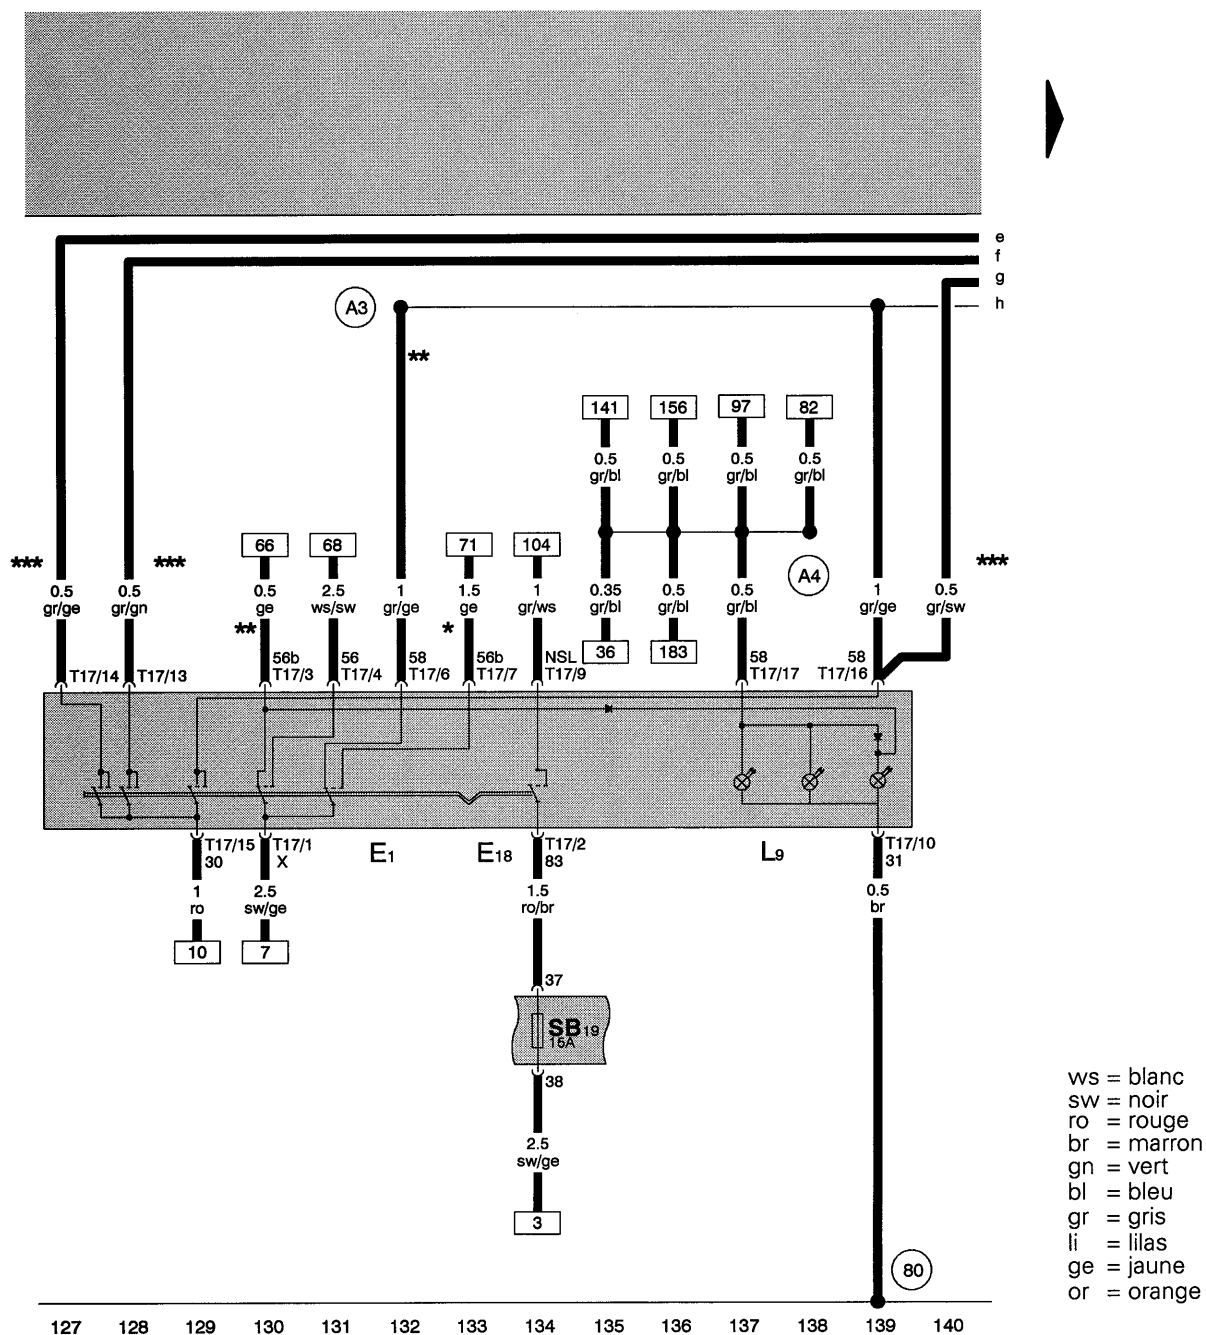 e
f
g
h
A3
**
141 156 97 82
0.5 0.5 0.5 0.5
gr/bl gr/bl gr/bl gr/bl
66 68 71 104
*** *** A4 ***
0.5 0.5 0.5 2.5 1 1.5 1 0.35 0.5 0.5 1 0.5
gr/ge gr/gn ge ws/sw gr/ge ge gr/ws gr/bl gr/bl gr/bl gr/ge gr/sw
** *
36 183
56b 56 58 56b NSL 58 58
T17/14 T17/13 T17/3 T17/4 T17/6 T17/7 T17/9 T17/17 T17/16
T17/15 T17/1 E1 E18 T17/2 L9 T17/10
30 X 83 31
1 2.5 1.5 0.5
ro sw/ge ro/br br
10 7
37
SB19
15A
38
2.5
sw/ge
3
80
ws = blanc
sw = noir
ro = rouge
br = marron
gn = vert
bl = bleu
gr = gris
li = lilas
ge = jaune
or = orange
127 128 129 130 131 132 133 134 135 136 137 138 139 140